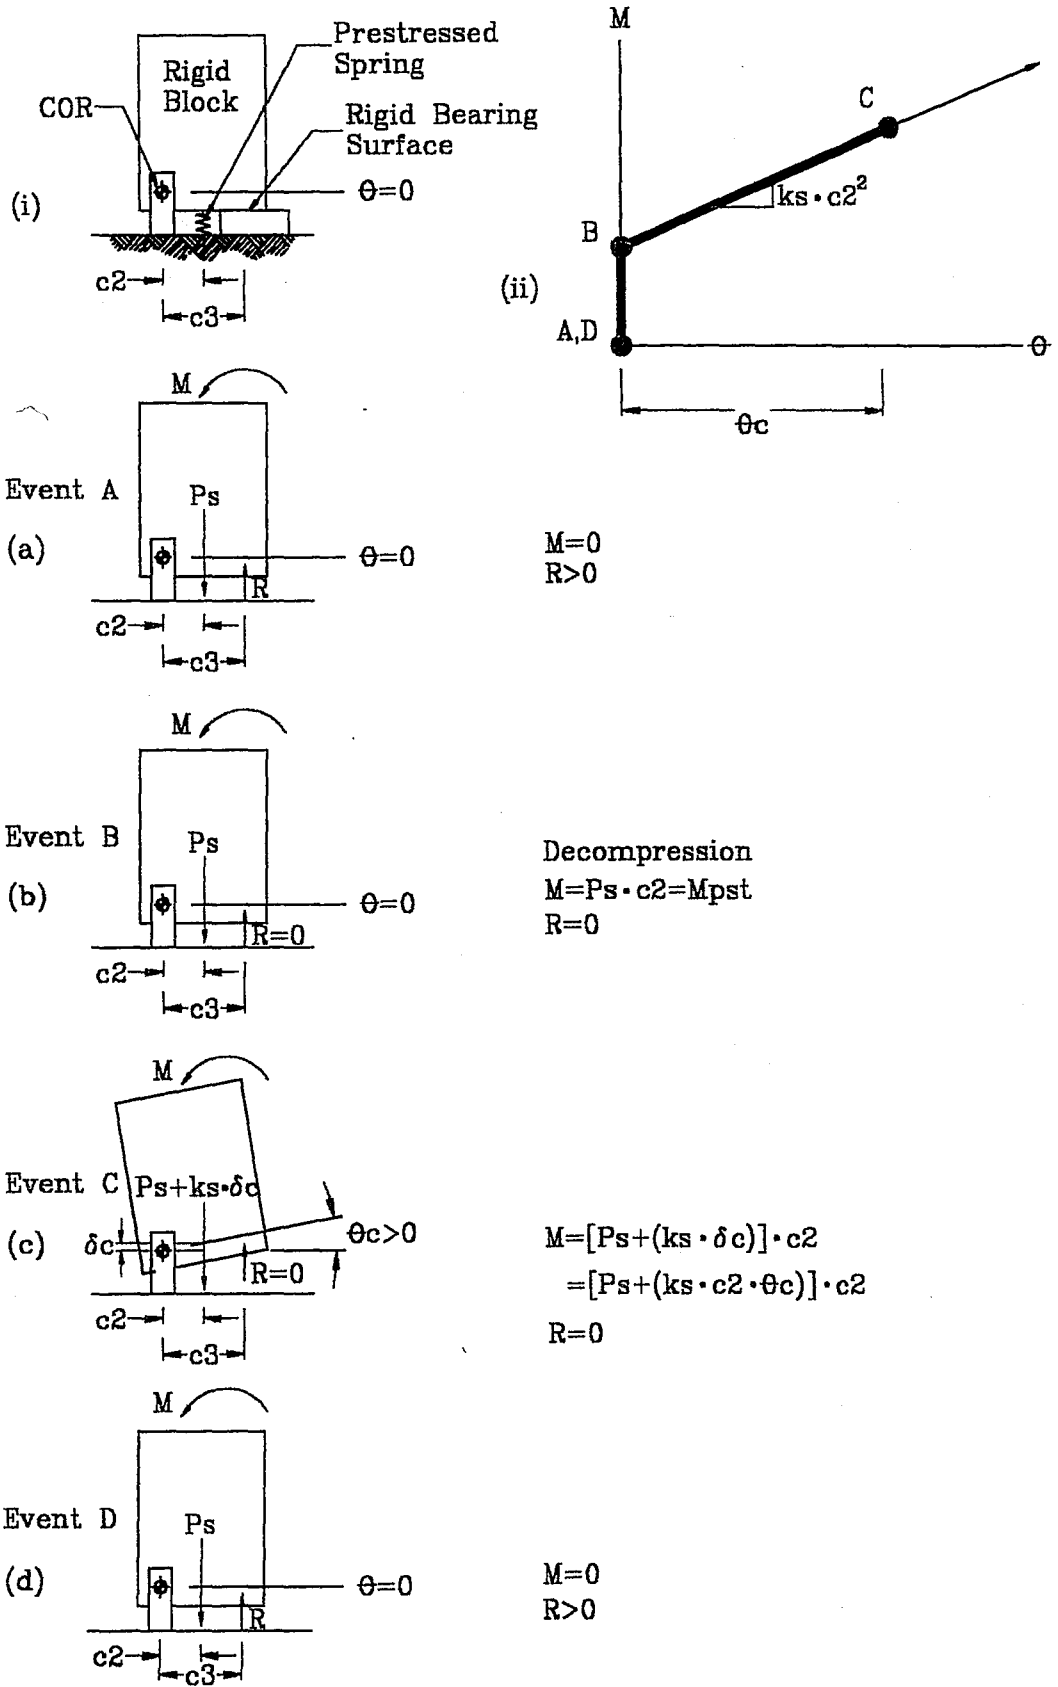 Prestressed
Spring
Rigid
Block
COR
Rigid Bearing
Surface
(i)
θ=0
c2
c3
M
C
ks·c2²
B
(ii)
A,D
θ
θc
M
Event A
Ps
(a)
θ=0
R
c2
c3
M=0
R>0
M
Event B
Ps
(b)
θ=0
R=0
c2
c3
Decompression
M=Ps·c2=Mpst
R=0
M
Event C
Ps+ks·δc
(c)
δc
θc>0
R=0
c2
c3
M=[Ps+(ks·δc)]·c2
=[Ps+(ks·c2·θc)]·c2
R=0
M
Event D
Ps
(d)
θ=0
R
c2
c3
M=0
R>0